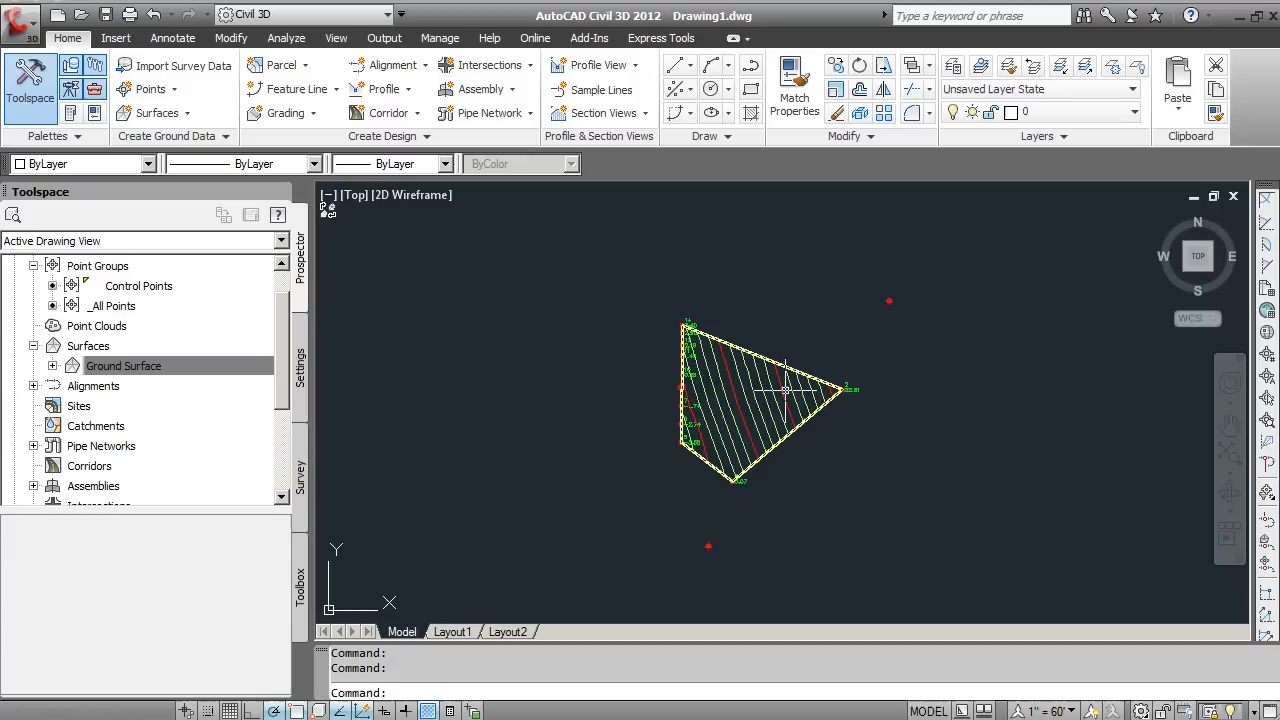 Civil 3D
AutoCAD Civil 3D 2012 Drawing1.dwg
Type a keyword or phrase
3D
Home Insert Annotate Modify Analyze View Output Manage Help Online Add-Ins Express Tools
Toolspace
Import Survey Data
Points
Surfaces
Parcel
Feature Line
Grading
Alignment
Profile
Corridor
Intersections
Assembly
Pipe Network
Profile View
Sample Lines
Section Views
Match
Properties
Unsaved Layer State
0
Paste
Palettes Create Ground Data Create Design Profile & Section Views Draw Modify Layers Clipboard
ByLayer ByLayer ByLayer ByColor
Toolspace
Active Drawing View
Point Groups
Control Points
_All Points
Point Clouds
Surfaces
Ground Surface
Alignments
Sites
Catchments
Pipe Networks
Corridors
Assemblies
Prospector
Settings
Survey
Toolbox
[−] [Top] [2D Wireframe]
N
W TOP E
S
WCS
Y
X
Model Layout1 Layout2
Command:
Command:
Command:
MODEL 1" = 60'